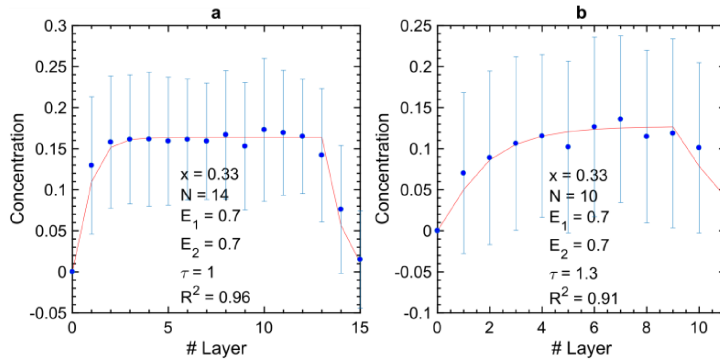 a
0.3
0.25
0.2
0.15
0.1
0.05
0
-0.05
Concentration
0 5 10 15
# Layer
x = 0.33
N = 14
E1 = 0.7
E2 = 0.7
τ = 1
R² = 0.96
b
0.25
0.2
0.15
0.1
0.05
0
-0.05
-0.1
Concentration
0 2 4 6 8 10
# Layer
x = 0.33
N = 10
E1 = 0.7
E2 = 0.7
τ = 1.3
R² = 0.91